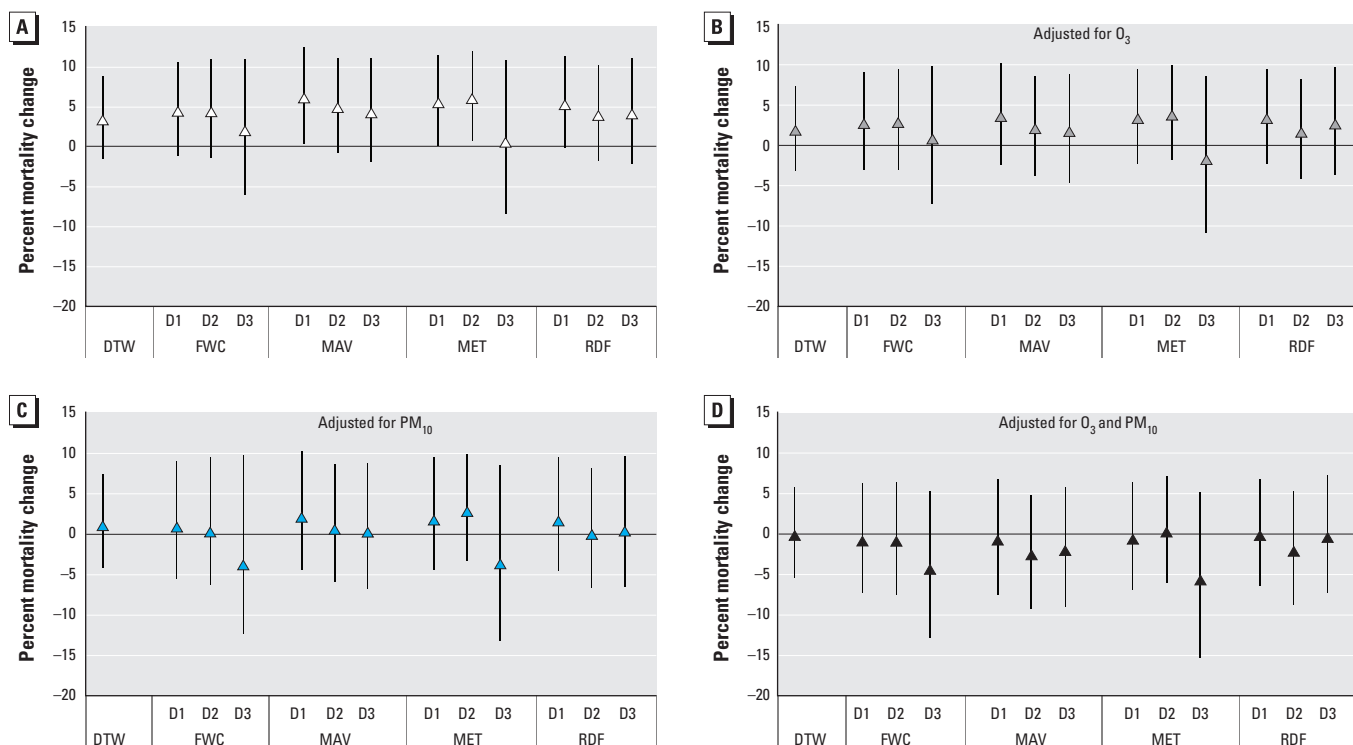 A
Percent mortality change
15
10
5
0
–5
–10
–15
–20
D1 D2 D3 D1 D2 D3 D1 D2 D3 D1 D2 D3
DTW FWC MAV MET RDF
B
Adjusted for O3
Percent mortality change
15
10
5
0
–5
–10
–15
–20
D1 D2 D3 D1 D2 D3 D1 D2 D3 D1 D2 D3
DTW FWC MAV MET RDF
C
Adjusted for PM10
Percent mortality change
15
10
5
0
–5
–10
–15
–20
D1 D2 D3 D1 D2 D3 D1 D2 D3 D1 D2 D3
DTW FWC MAV MET RDF
D
Adjusted for O3 and PM10
Percent mortality change
15
10
5
0
–5
–10
–15
–20
D1 D2 D3 D1 D2 D3 D1 D2 D3 D1 D2 D3
DTW FWC MAV MET RDF